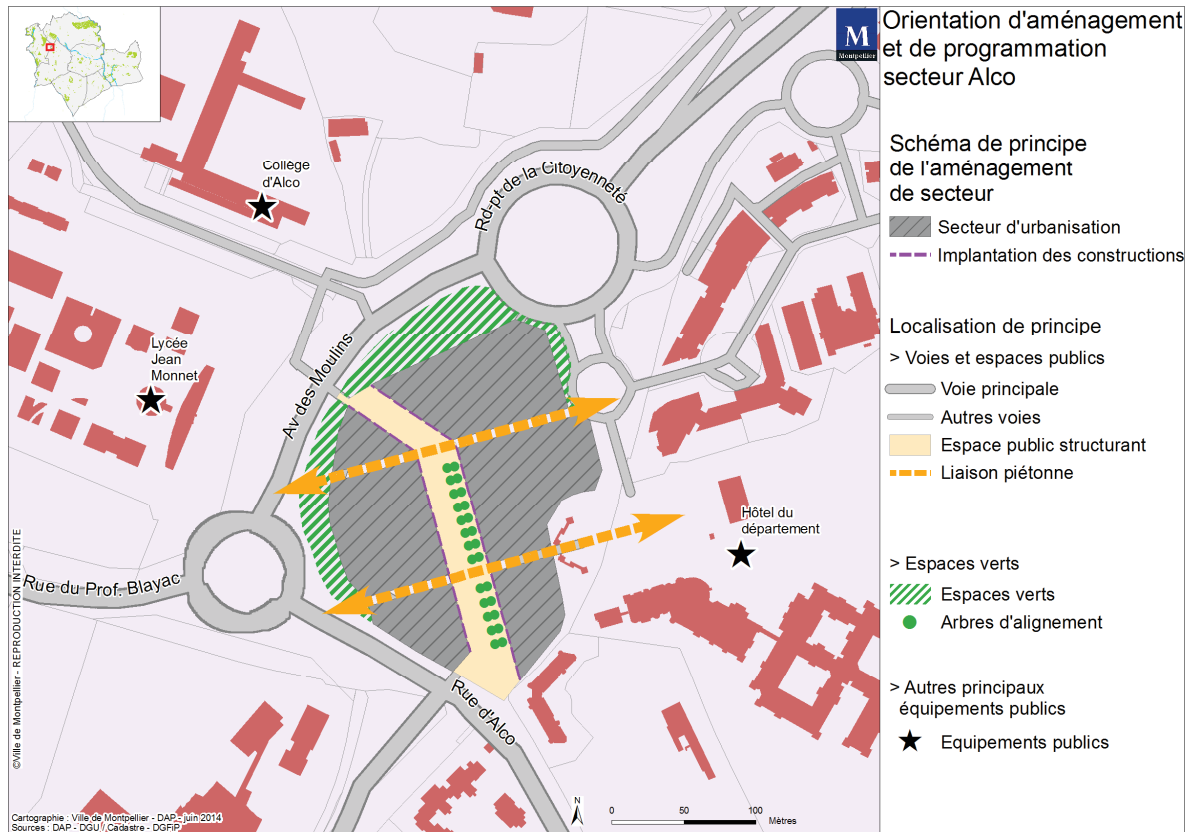 M
Montpellier
Orientation d'aménagement
et de programmation
secteur Alco
Schéma de principe
de l'aménagement
de secteur
Secteur d'urbanisation
Implantation des constructions
Localisation de principe
> Voies et espaces publics
Voie principale
Autres voies
Espace public structurant
Liaison piétonne
> Espaces verts
Espaces verts
Arbres d'alignement
> Autres principaux
équipements publics
Equipements publics
Collège
d'Alco
Rd-pt de la Citoyenneté
Lycée
Jean
Monnet
Av des Moulins
Hôtel du
département
Rue du Prof. Blayac
Rue d'Alco
©Ville de Montpellier - REPRODUCTION INTERDITE
Cartographie : Ville de Montpellier - DAP - juin 2014
Sources : DAP - DGU / Cadastre - DGFiP
N
0 50 100
Mètres